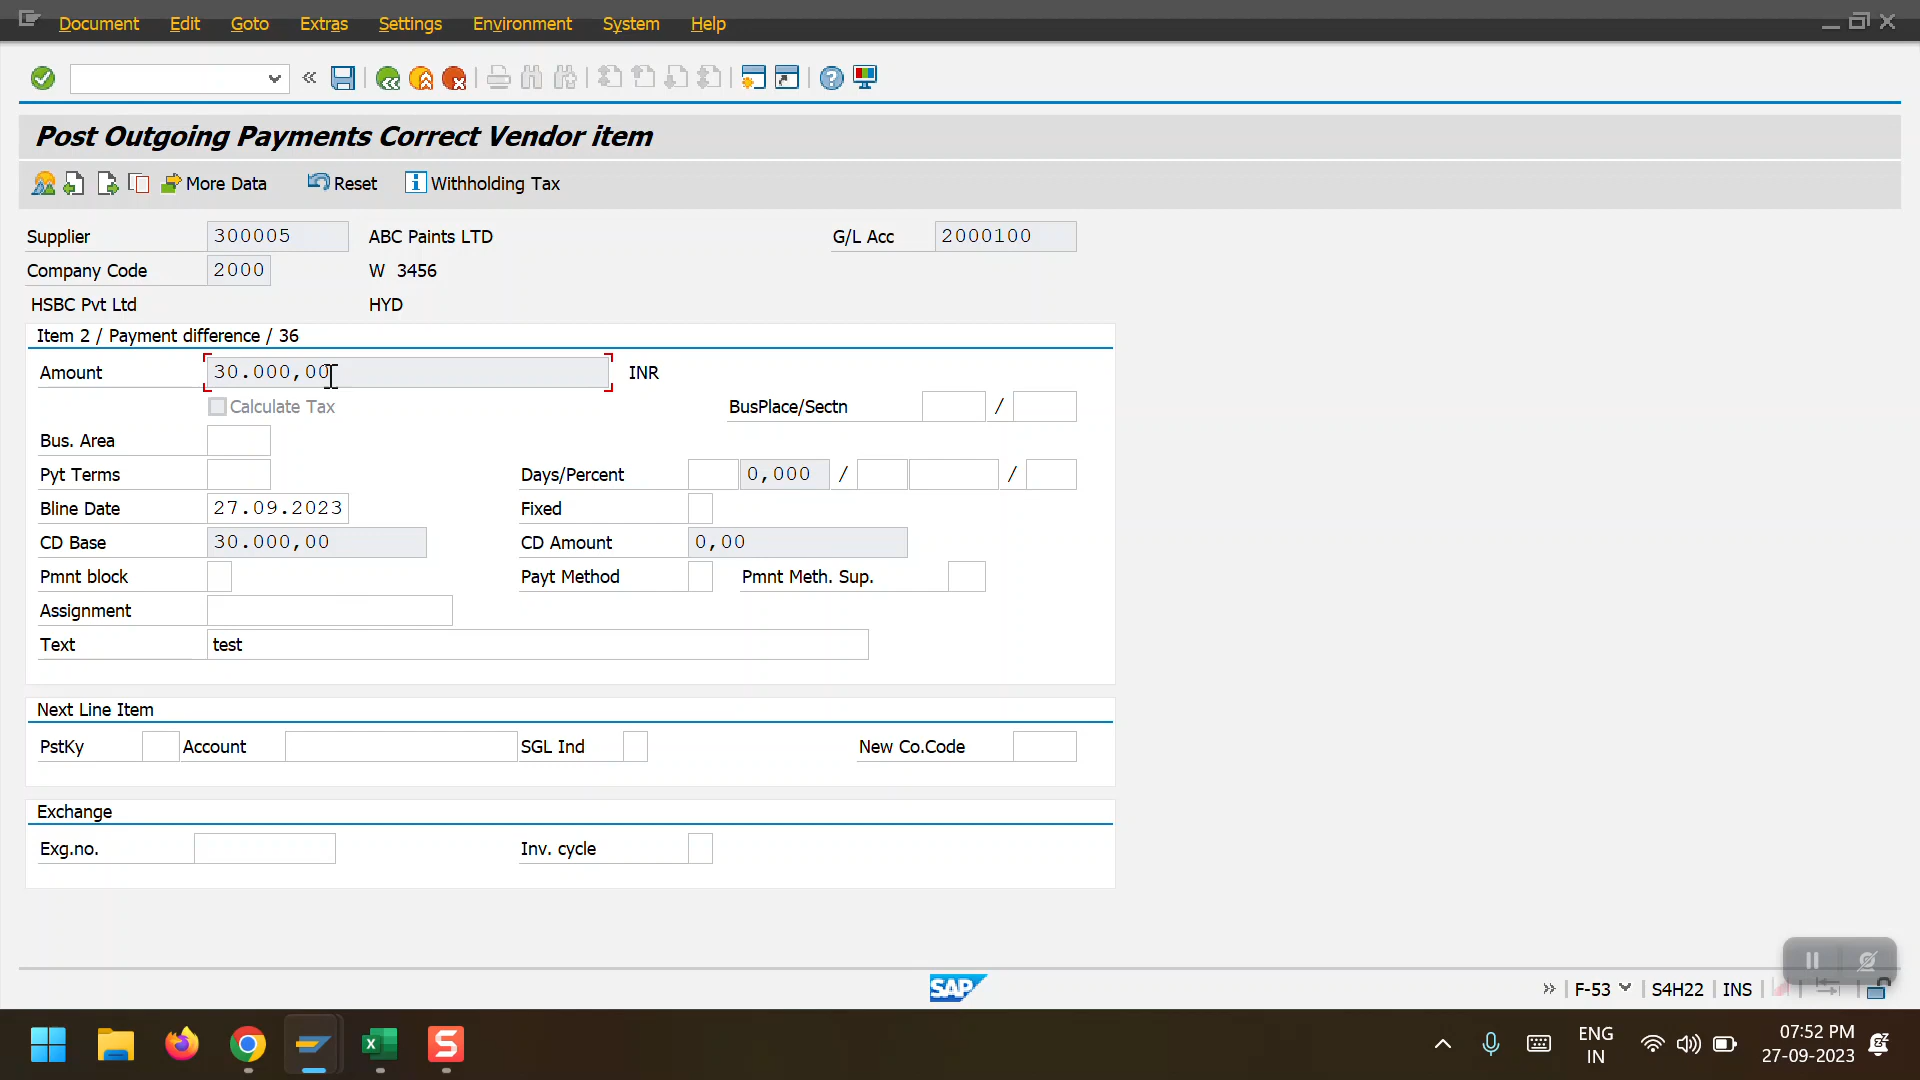 Document Edit Goto Extras Settings Environment System Help
Post Outgoing Payments Correct Vendor item
More Data Reset Withholding Tax
Supplier 300005 ABC Paints LTD G/L Acc 2000100
Company Code 2000 W 3456
HSBC Pvt Ltd HYD
Item 2 / Payment difference / 36
Amount 30.000,00 INR
Calculate Tax BusPlace/Sectn /
Bus. Area
Pyt Terms Days/Percent 0,000 / /
Bline Date 27.09.2023 Fixed
CD Base 30.000,00 CD Amount 0,00
Pmnt block Payt Method Pmnt Meth. Sup.
Assignment
Text test
Next Line Item
PstKy Account SGL Ind New Co.Code
Exchange
Exg.no. Inv. cycle
SAP F-53 S4H22 INS
ENG 07:52 PM
IN 27-09-2023